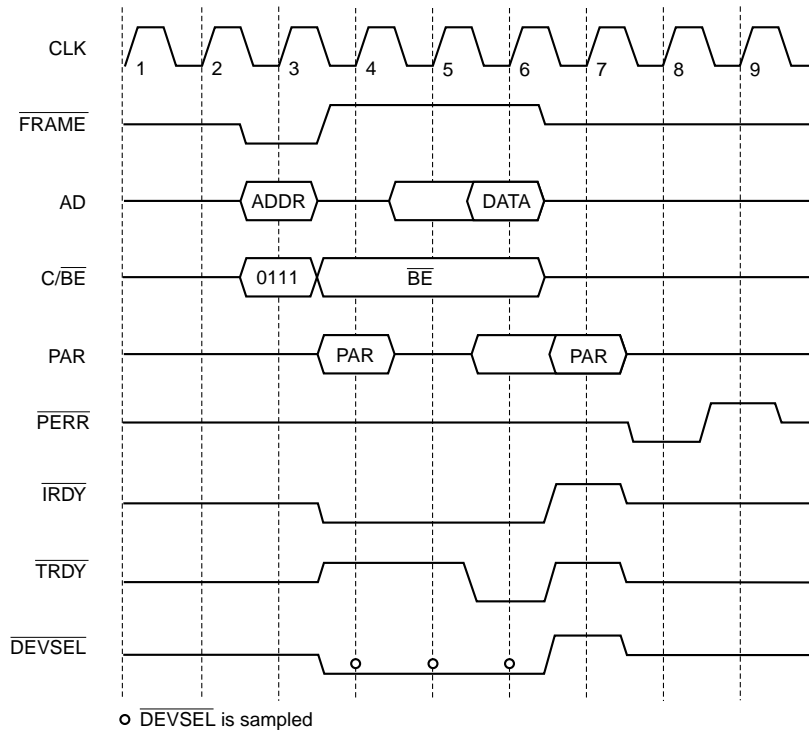 CLK
1 2 3 4 5 6 7 8 9
FRAME
AD
ADDR DATA
C/BE
0111 BE
PAR
PAR PAR
PERR
IRDY
TRDY
DEVSEL
DEVSEL is sampled